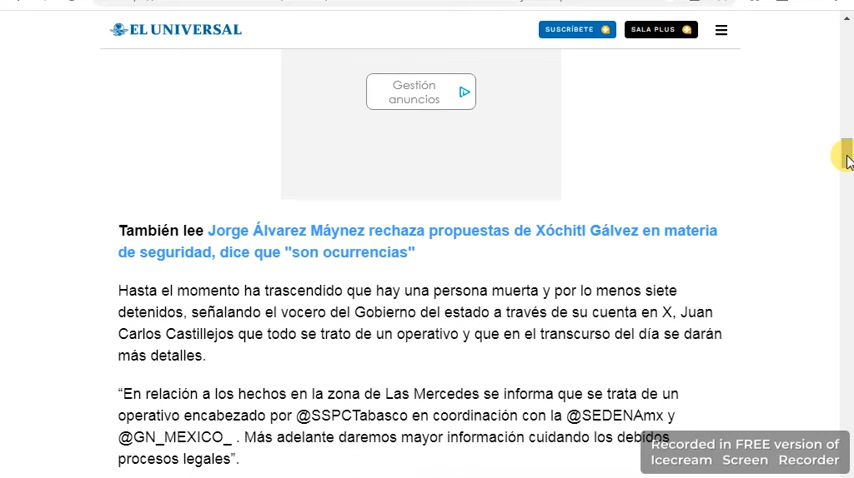 EL UNIVERSAL
SUSCRÍBETE
SALA PLUS
Gestión
anuncios
También lee Jorge Álvarez Máynez rechaza propuestas de Xóchitl Gálvez en materia
de seguridad, dice que "son ocurrencias"
Hasta el momento ha trascendido que hay una persona muerta y por lo menos siete
detenidos, señalando el vocero del Gobierno del estado a través de su cuenta en X, Juan
Carlos Castillejos que todo se trato de un operativo y que en el transcurso del día se darán
más detalles.
“En relación a los hechos en la zona de Las Mercedes se informa que se trata de un
operativo encabezado por @SSPCTabasco en coordinación con la @SEDENAmx y
@GN_MEXICO_ . Más adelante daremos mayor información cuidando los debidos
procesos legales”.
Recorded in FREE version of
Icecream Screen Recorder